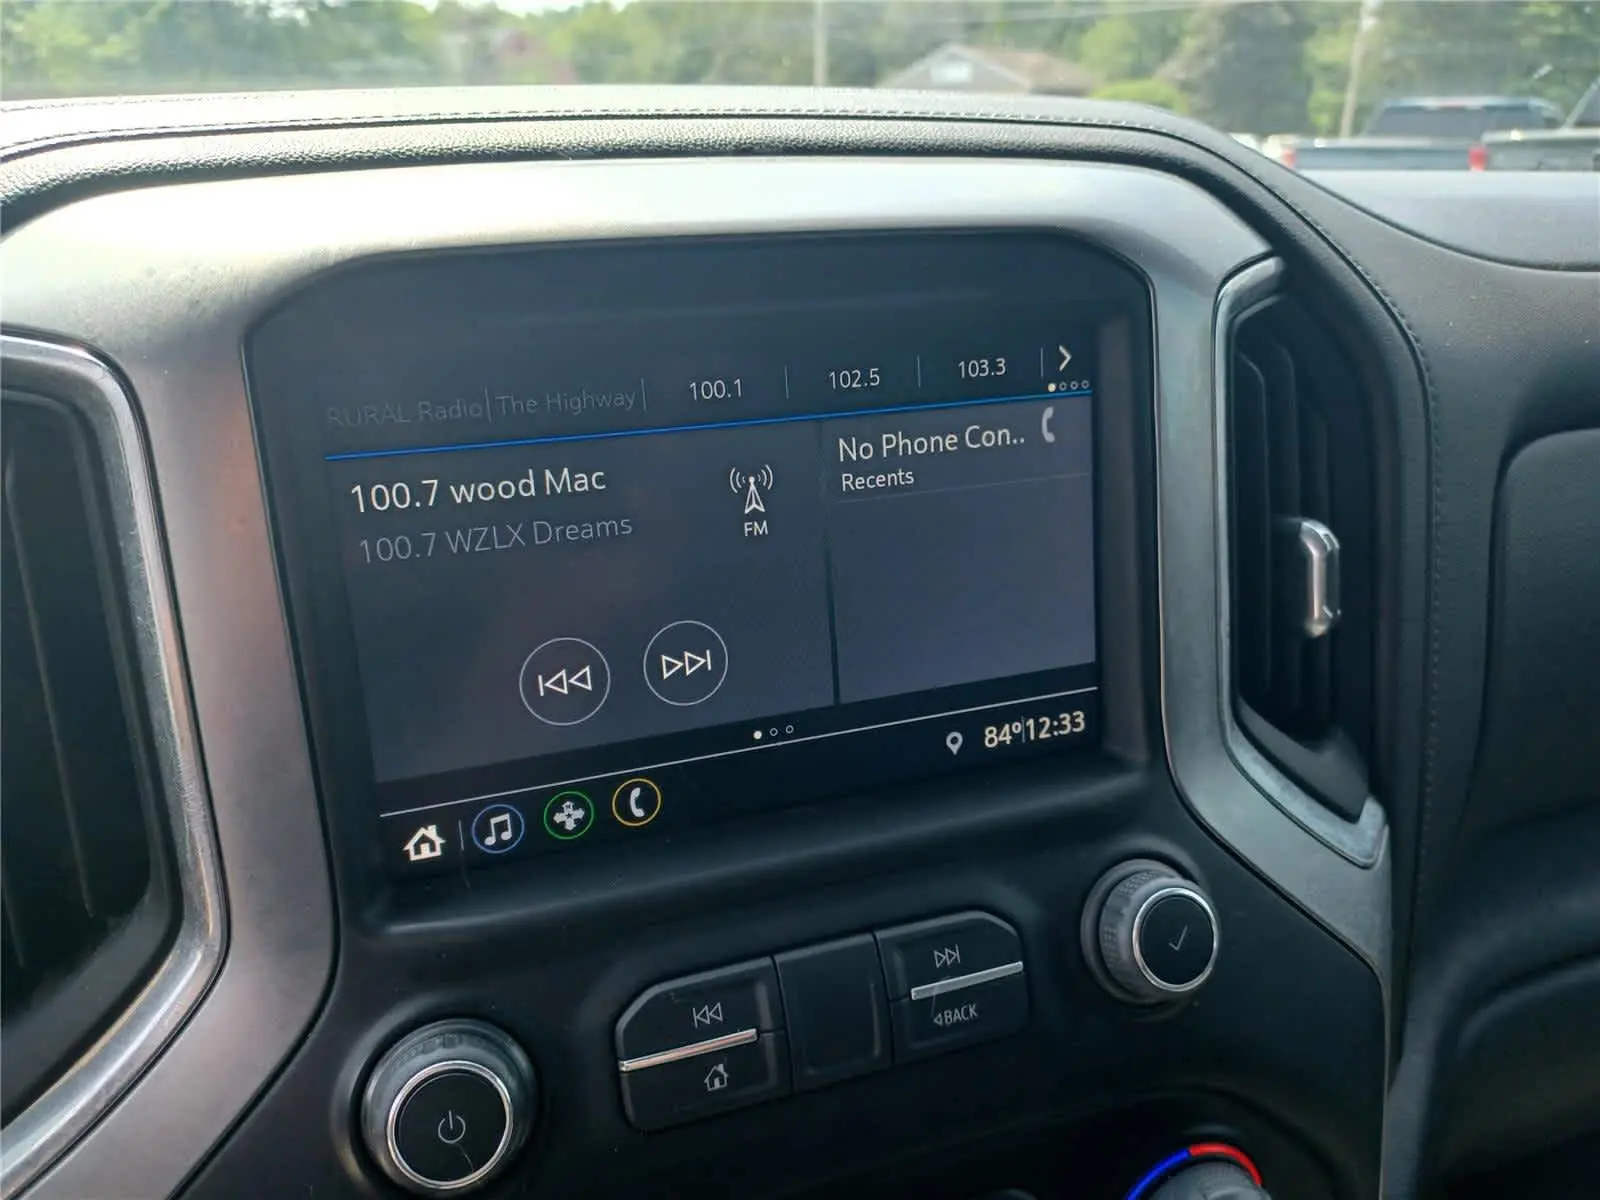 RURAL Radio The Highway 100.1 102.5 103.3
100.7 wood Mac
100.7 WZLX Dreams
FM
No Phone Con..
Recents
84° 12:33
BACK